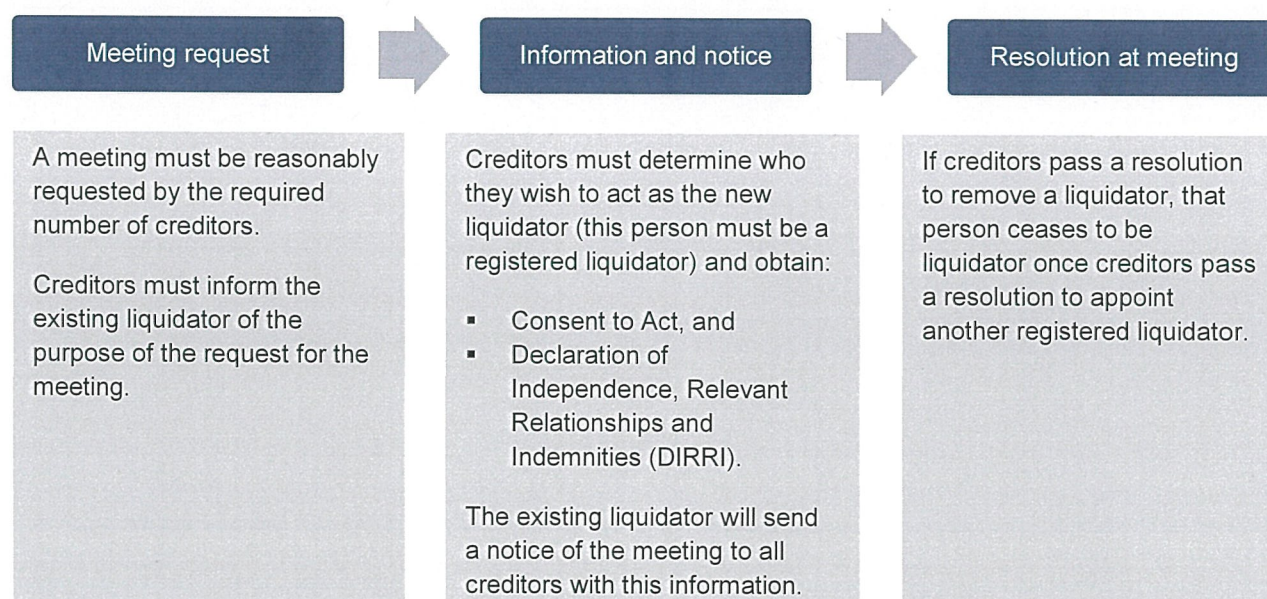 Meeting request
Information and notice
Resolution at meeting
A meeting must be reasonably
requested by the required
number of creditors.
Creditors must inform the
existing liquidator of the
purpose of the request for the
meeting.
Creditors must determine who
they wish to act as the new
liquidator (this person must be a
registered liquidator) and obtain:
▪ Consent to Act, and
▪ Declaration of
Independence, Relevant
Relationships and
Indemnities (DIRRI).
The existing liquidator will send
a notice of the meeting to all
creditors with this information.
If creditors pass a resolution
to remove a liquidator, that
person ceases to be
liquidator once creditors pass
a resolution to appoint
another registered liquidator.